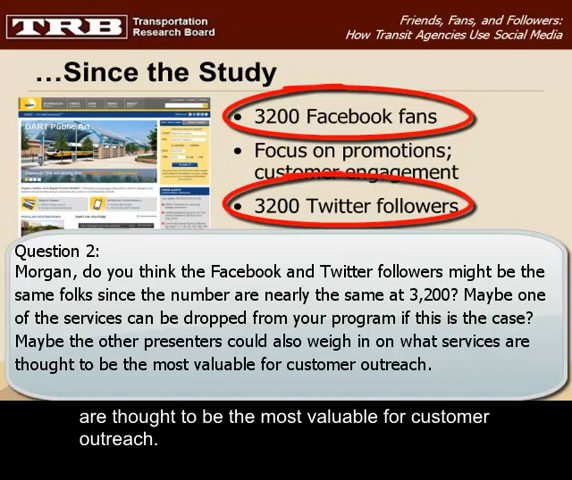 TRB Transportation Research Board
Friends, Fans, and Followers:
How Transit Agencies Use Social Media
…Since the Study
• 3200 Facebook fans
• Focus on promotions;
customer engagement
• 3200 Twitter followers
DART Public Art
Question 2:
Morgan, do you think the Facebook and Twitter followers might be the
same folks since the number are nearly the same at 3,200? Maybe one
of the services can be dropped from your program if this is the case?
Maybe the other presenters could also weigh in on what services are
thought to be the most valuable for customer outreach.
are thought to be the most valuable for customer
outreach.